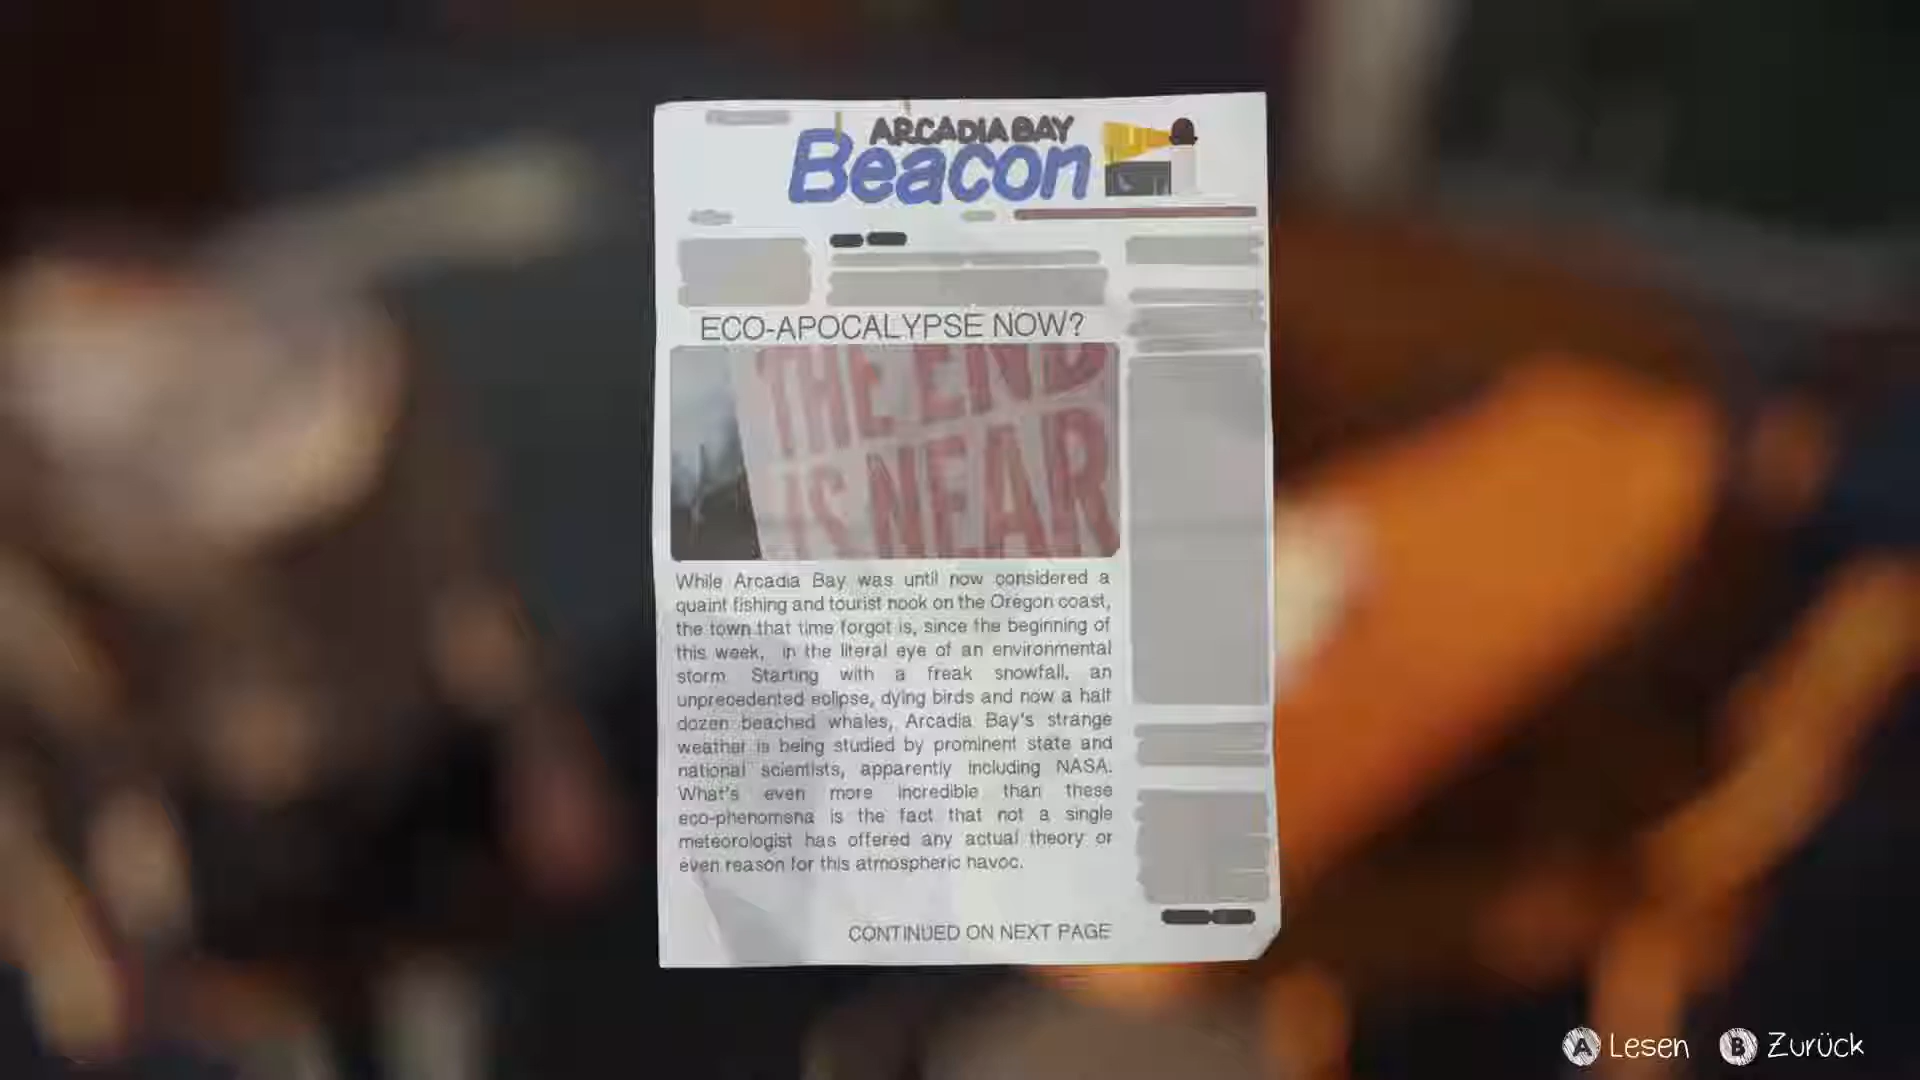 ARCADIA BAY
Beacon
ECO-APOCALYPSE NOW?
THE END
IS NEAR
While Arcadia Bay was until now considered a
quaint fishing and tourist nook on the Oregon coast,
the town that time forgot is, since the beginning of
this week, in the literal eye of an environmental
storm. Starting with a freak snowfall, an
unprecedented eclipse, dying birds and now a half
dozen beached whales, Arcadia Bay's strange
weather is being studied by prominent state and
national scientists, apparently including NASA.
What's even more incredible than these
eco-phenomena is the fact that not a single
meteorologist has offered any actual theory or
even reason for this atmospheric havoc.
CONTINUED ON NEXT PAGE
A Lesen B Zurück